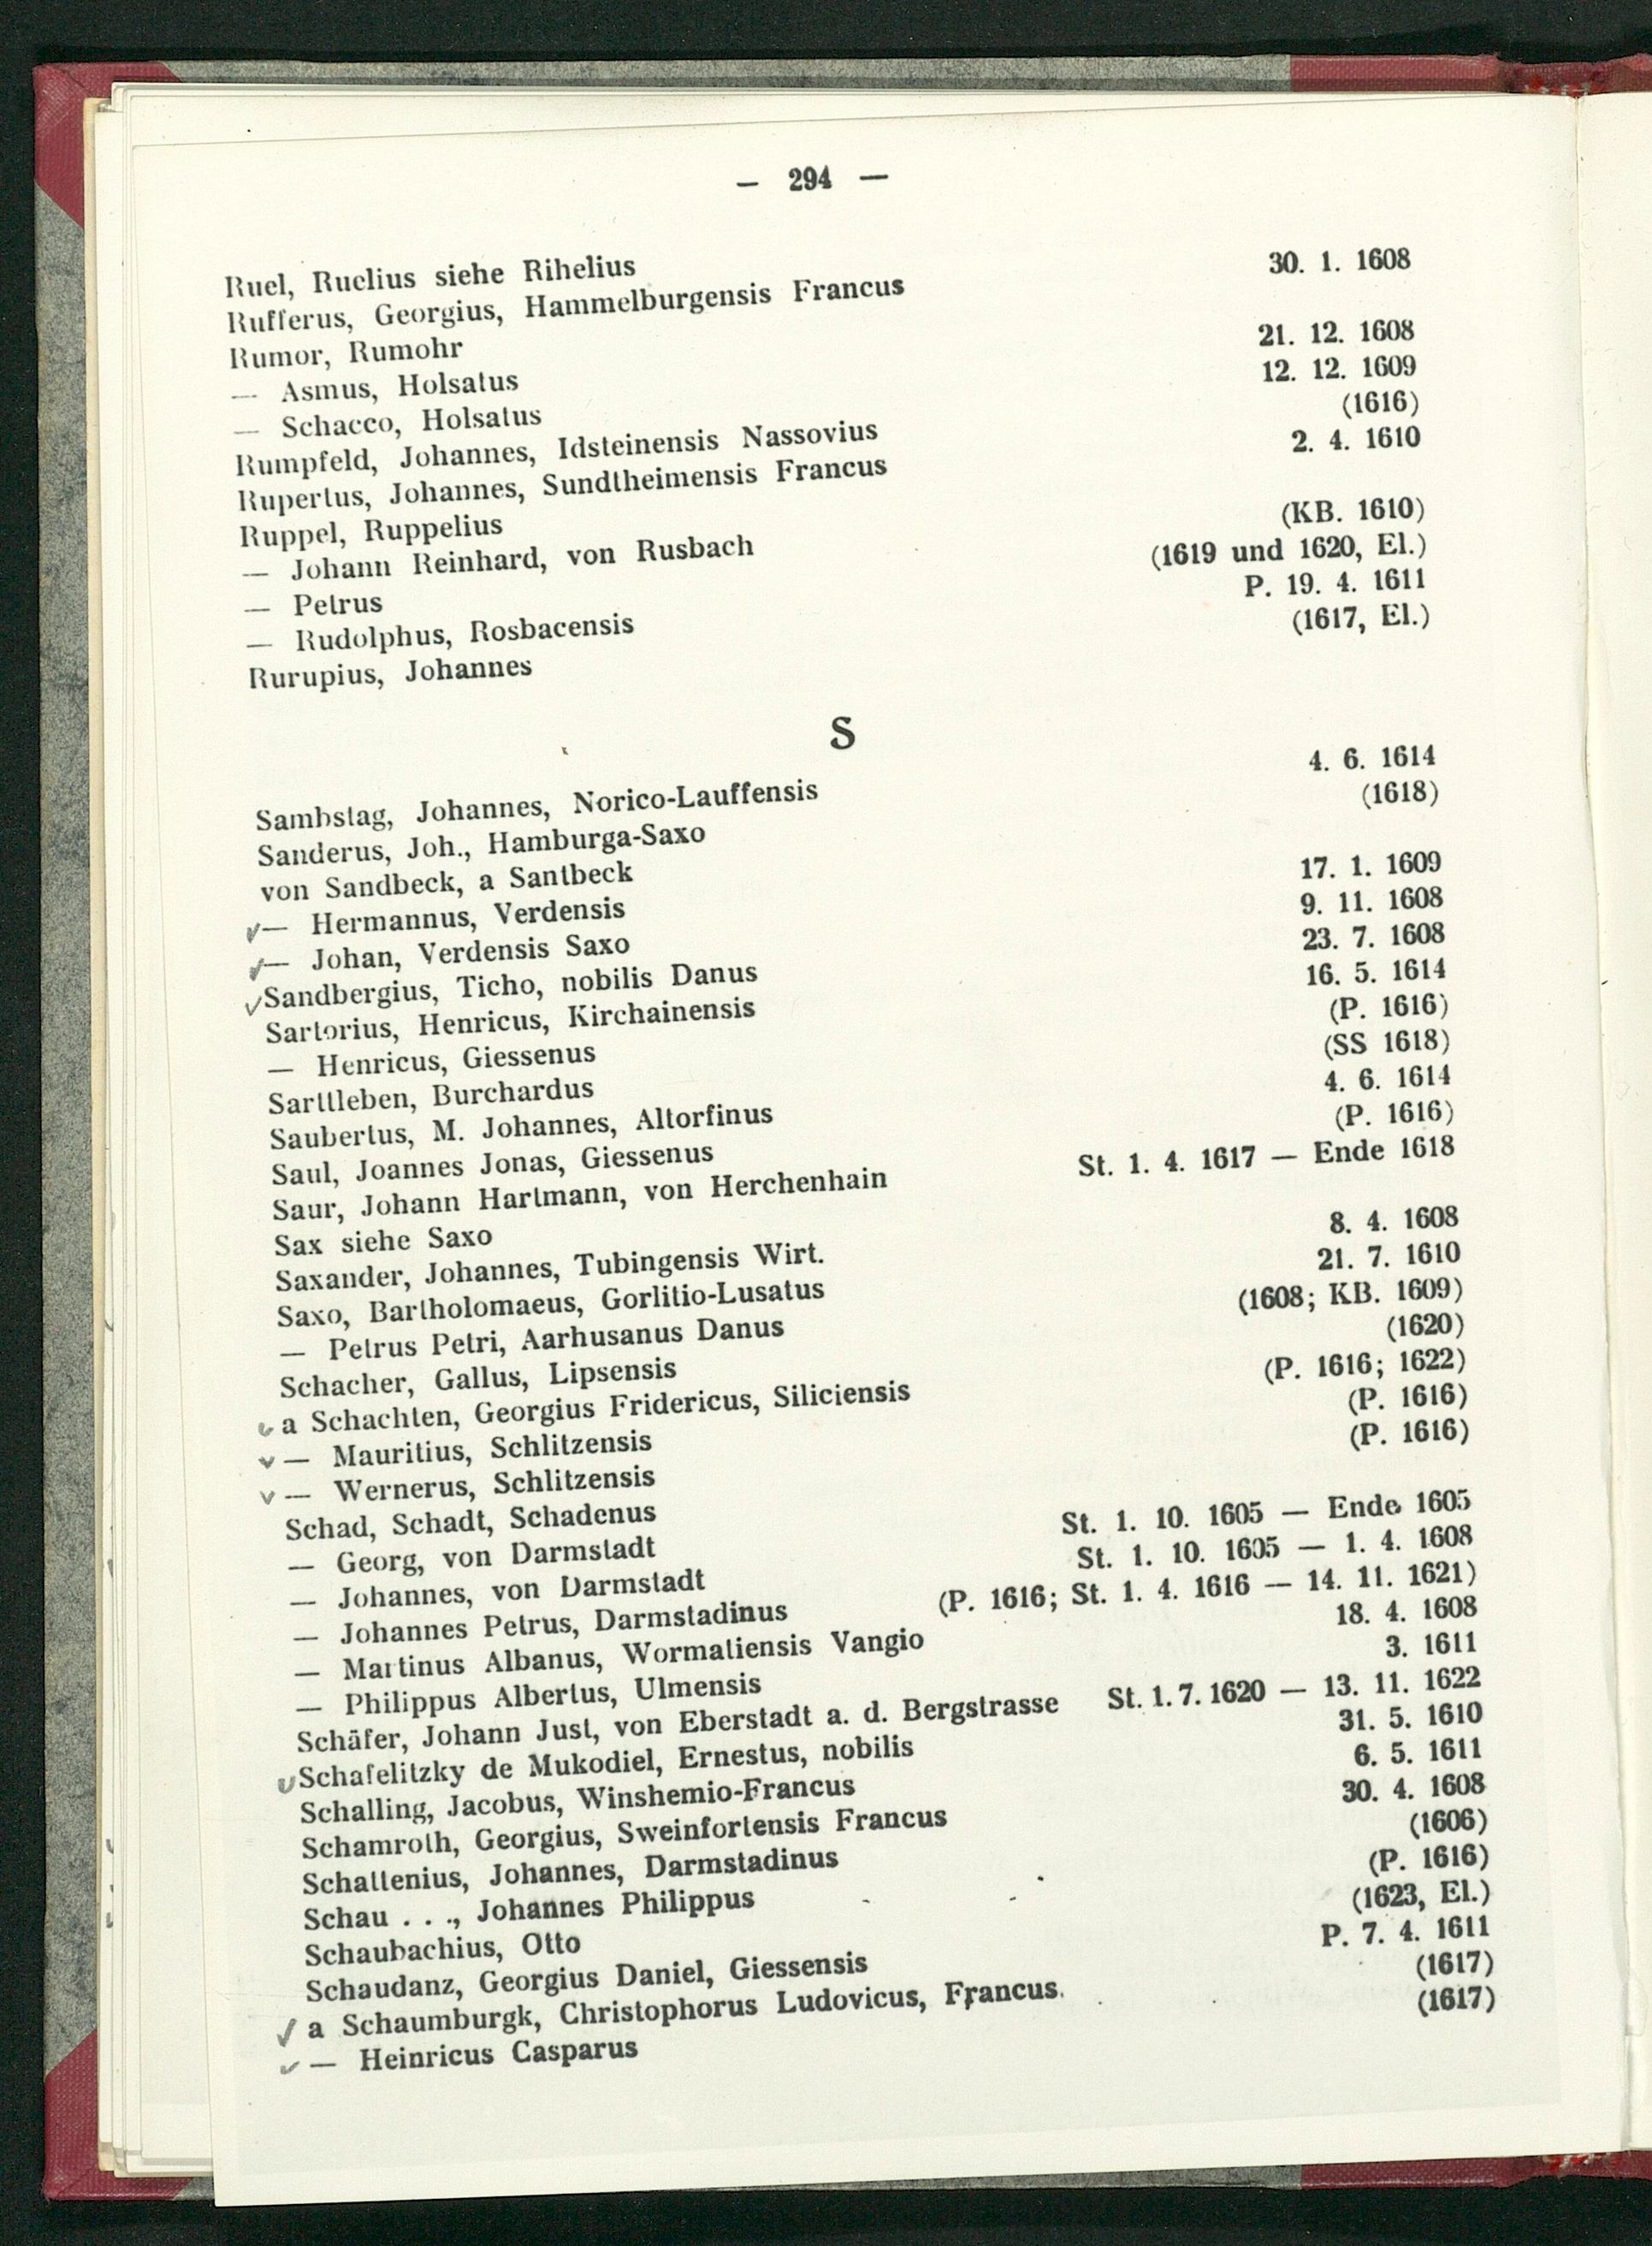 — 294 —
Ruel, Ruelius siehe Rihelius
Rufferus, Georgius, Hammelburgensis Francus 30. 1. 1608
Rumor, Rumohr
— Asmus, Holsatus 21. 12. 1608
— Schacco, Holsatus 12. 12. 1609
Rumpfeld, Johannes, Idsteinensis Nassovius (1616)
Rupertus, Johannes, Sundtheimensis Francus 2. 4. 1610
Ruppel, Ruppelius
— Johann Reinhard, von Rusbach (KB. 1610)
— Petrus (1619 und 1620, El.)
— Rudolphus, Rosbacensis P. 19. 4. 1611
Rurupius, Johannes (1617, El.)
S
Sambstag, Johannes, Norico-Lauffensis 4. 6. 1614
Sanderus, Joh., Hamburga-Saxo (1618)
von Sandbeck, a Santbeck
— Hermannus, Verdensis 17. 1. 1609
— Johan, Verdensis Saxo 9. 11. 1608
Sandbergius, Ticho, nobilis Danus 23. 7. 1608
Sartorius, Henricus, Kirchainensis 16. 5. 1614
— Henricus, Giessenus (P. 1616)
Sarttleben, Burchardus (SS 1618)
Saubertus, M. Johannes, Altorfinus 4. 6. 1614
Saul, Joannes Jonas, Giessenus (P. 1616)
Saur, Johann Hartmann, von Herchenhain St. 1. 4. 1617 — Ende 1618
Sax siehe Saxo
Saxander, Johannes, Tubingensis Wirt. 8. 4. 1608
Saxo, Bartholomaeus, Gorlitio-Lusatus 21. 7. 1610
— Petrus Petri, Aarhusanus Danus (1608; KB. 1609)
Schacher, Gallus, Lipsensis (1620)
a Schachten, Georgius Fridericus, Siliciensis (P. 1616; 1622)
— Mauritius, Schlitzensis (P. 1616)
— Wernerus, Schlitzensis (P. 1616)
Schad, Schadt, Schadenus
— Georg, von Darmstadt St. 1. 10. 1605 — Ende 1605
— Johannes, von Darmstadt St. 1. 10. 1605 — 1. 4. 1608
— Johannes Petrus, Darmstadinus (P. 1616; St. 1. 4. 1616 — 14. 11. 1621)
— Martinus Albanus, Wormatiensis Vangio 18. 4. 1608
— Philippus Albertus, Ulmensis 3. 1611
Schäfer, Johann Just, von Eberstadt a. d. Bergstrasse St. 1. 7. 1620 — 13. 11. 1622
Schafelitzky de Mukodiel, Ernestus, nobilis 31. 5. 1610
Schalling, Jacobus, Winshemio-Francus 6. 5. 1611
Schamroth, Georgius, Sweinfortensis Francus 30. 4. 1608
Schattenius, Johannes, Darmstadinus (1606)
Schau . . ., Johannes Philippus (P. 1616)
Schaubachius, Otto (1623, El.)
Schaudanz, Georgius Daniel, Giessensis P. 7. 4. 1611
a Schaumburgk, Christophorus Ludovicus, Francus. (1617)
— Heinricus Casparus (1617)